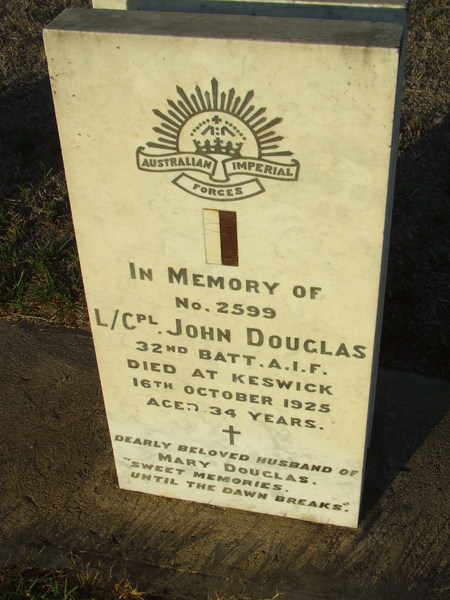 AUSTRALIAN IMPERIAL
FORCES
IN MEMORY OF
No. 2599
L/CPL. JOHN DOUGLAS
32ND BATT. A.I.F.
DIED AT KESWICK
16TH OCTOBER 1925
AGED 34 YEARS.
DEARLY BELOVED HUSBAND OF
MARY DOUGLAS.
"SWEET MEMORIES.
UNTIL THE DAWN BREAKS".